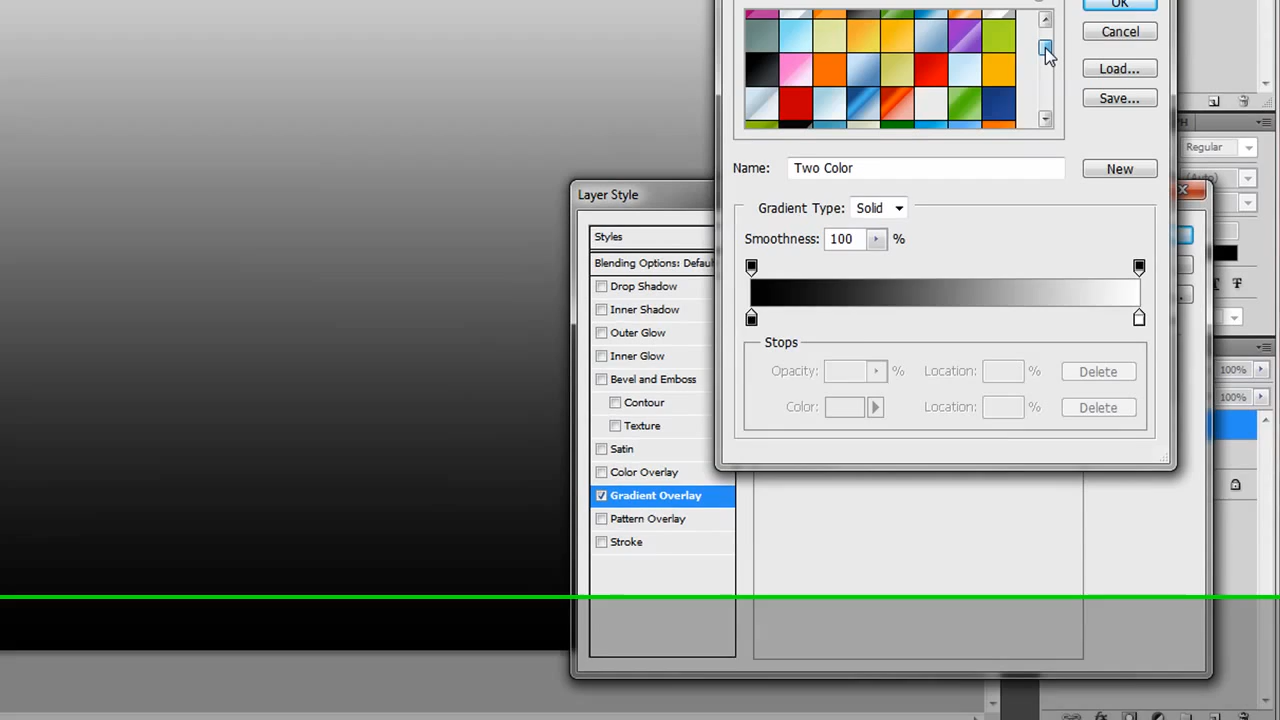 OK
Cancel
Load...
Save...
Name: Two Color New
Gradient Type: Solid
Smoothness: 100 %
Stops
Opacity: % Location: % Delete
Color: Location: % Delete
Layer Style
Styles
Blending Options: Defau
Drop Shadow
Inner Shadow
Outer Glow
Inner Glow
Bevel and Emboss
Contour
Texture
Satin
Color Overlay
Gradient Overlay
Pattern Overlay
Stroke
PH
Regular
T
100%
100%
fx